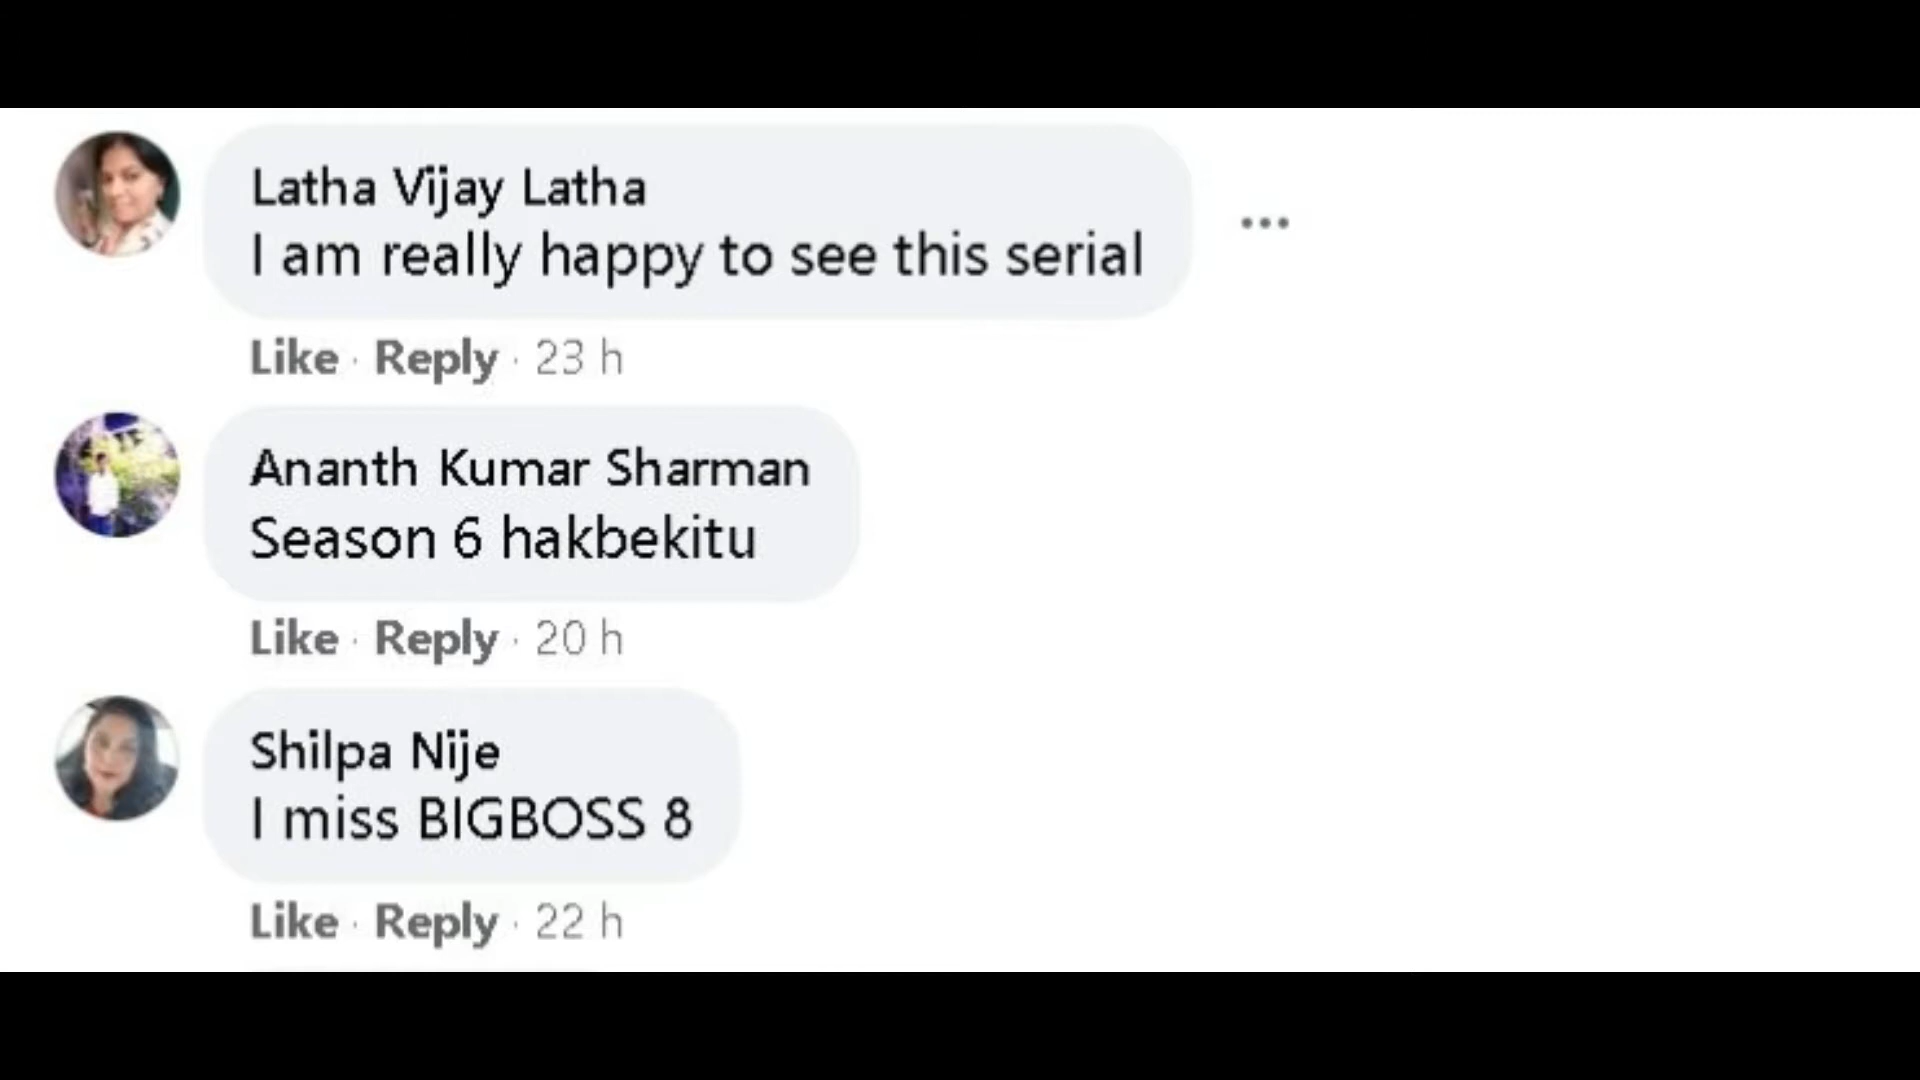 Latha Vijay Latha
I am really happy to see this serial
Like · Reply · 23 h
Ananth Kumar Sharman
Season 6 hakbekitu
Like · Reply · 20 h
Shilpa Nije
I miss BIGBOSS 8
Like · Reply · 22 h